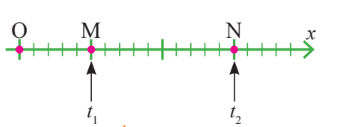 O M N x
t₁ t₂